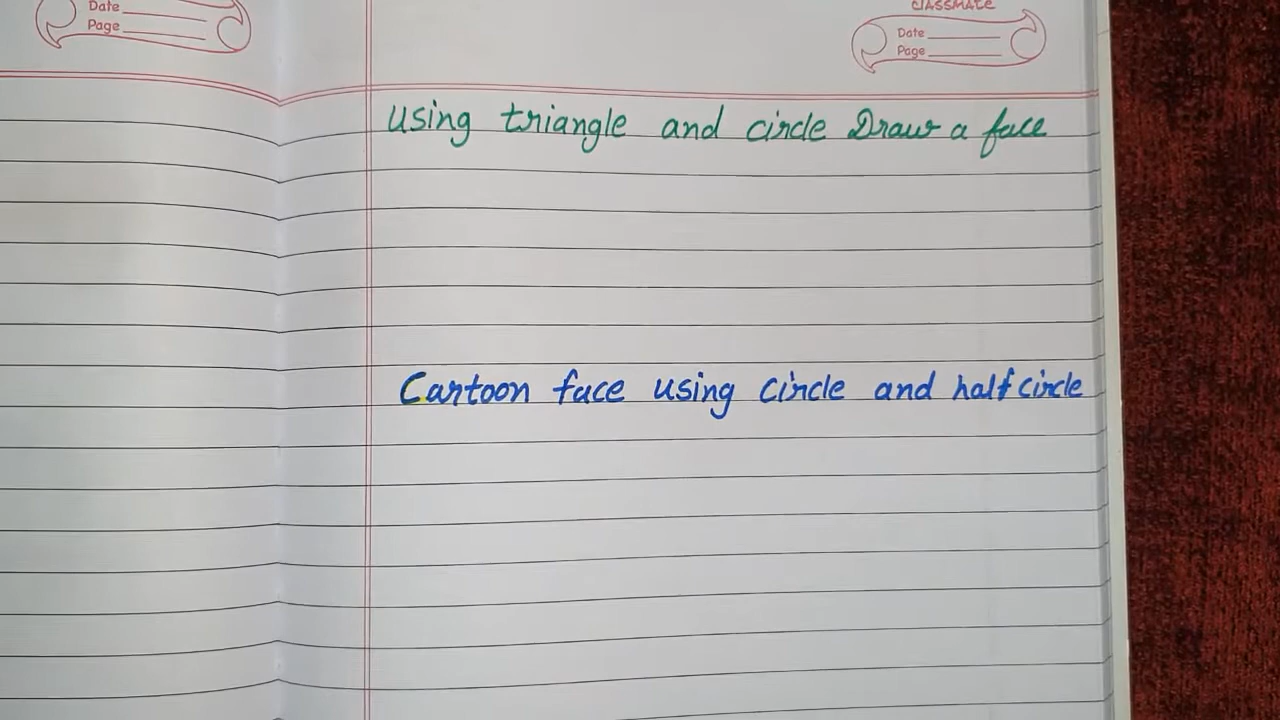 Date
Page
CLASSMATE
Date
Page
using triangle and circle Draw a face
Cartoon face using circle and half circle